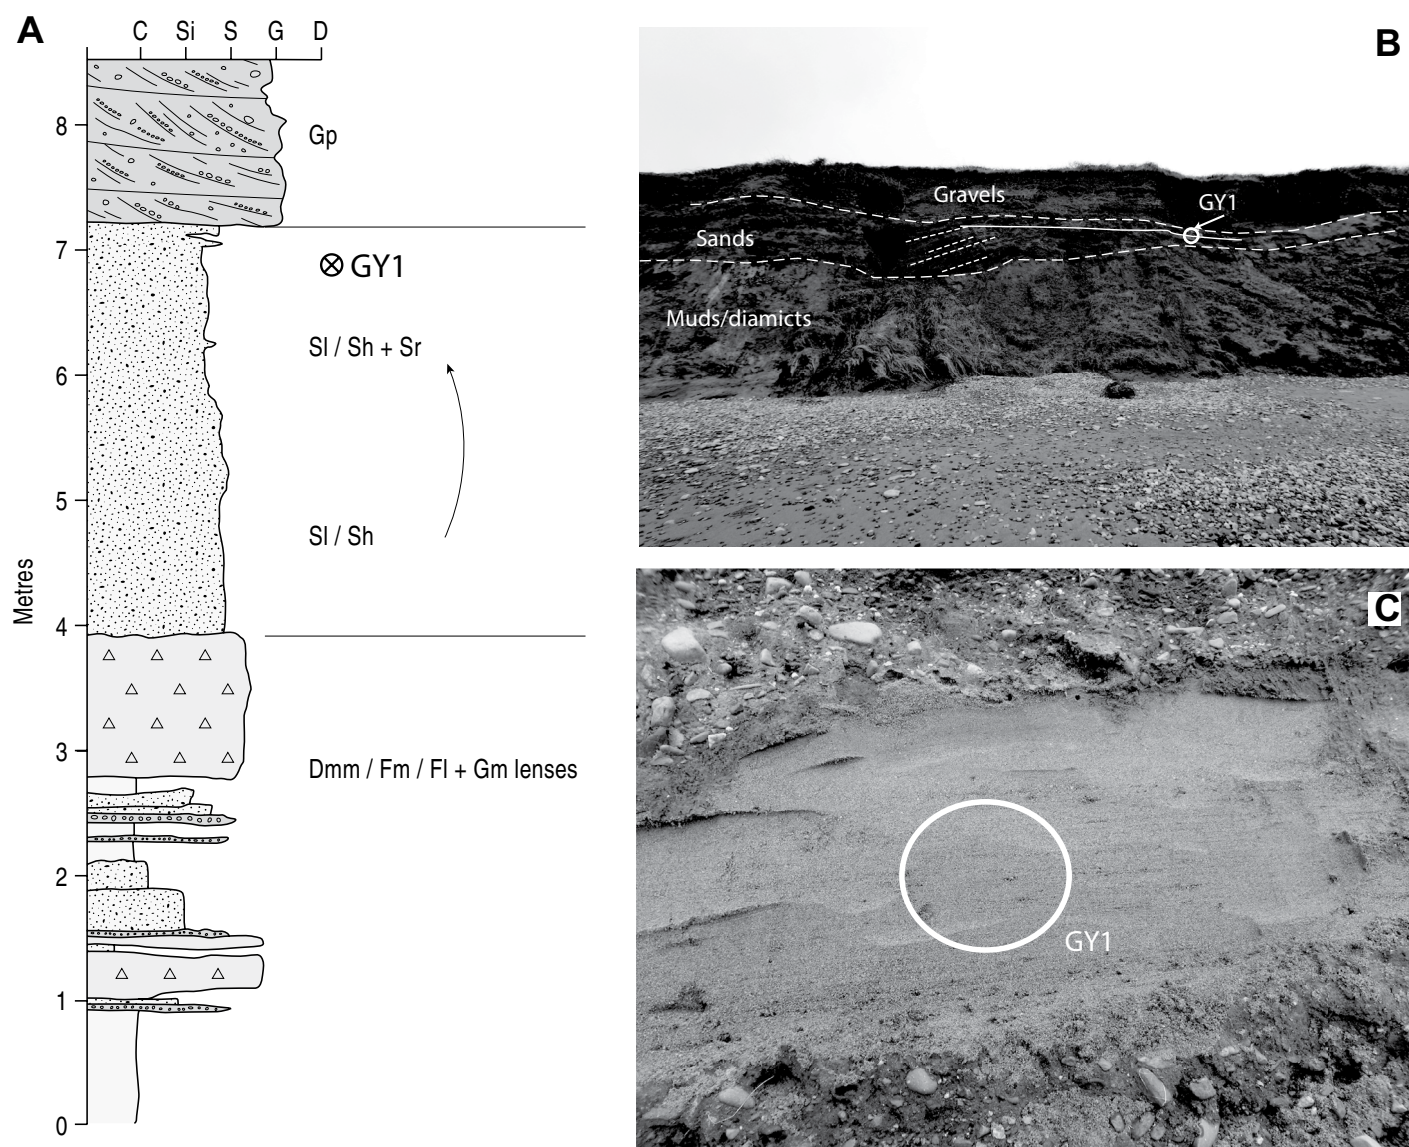 A
C Si S G D
8
Gp
7
GY1
Sl / Sh + Sr
6
5
Sl / Sh
Metres
4
3
Dmm / Fm / Fl + Gm lenses
2
1
0
B
Gravels
GY1
Sands
Muds/diamicts
C
GY1